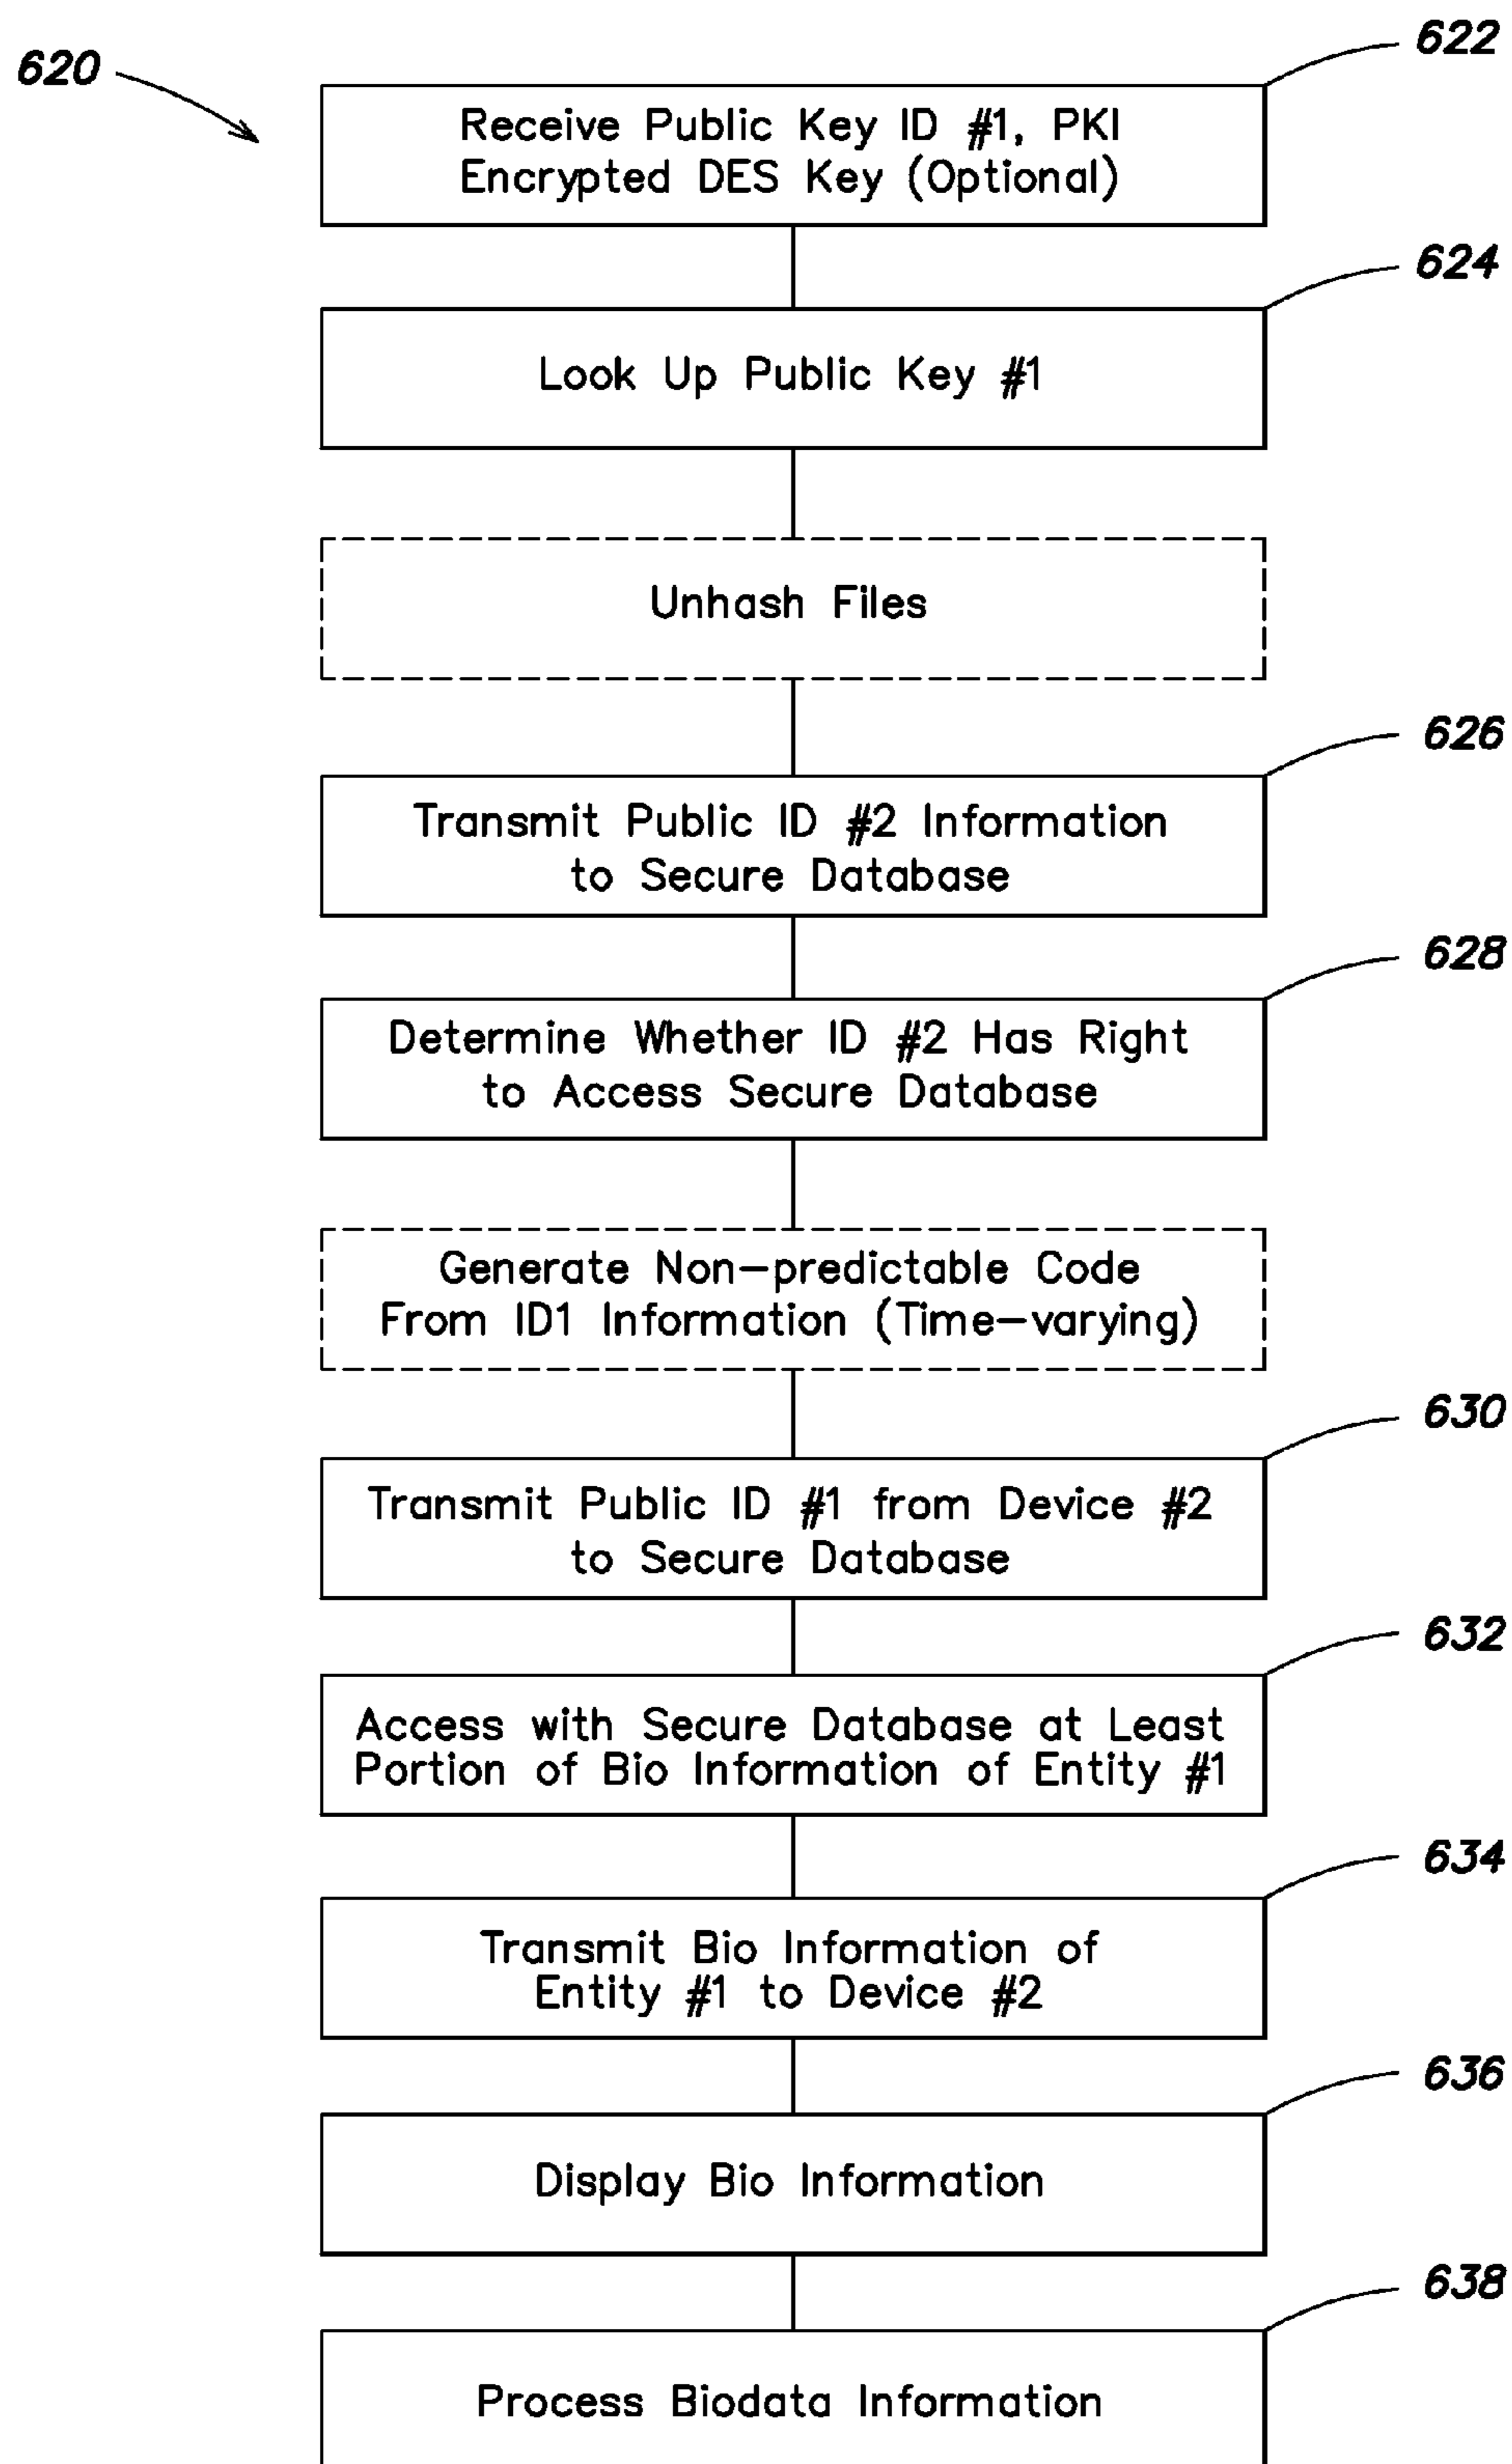 620
622
Receive Public Key ID #1, PKI
Encrypted DES Key (Optional)
624
Look Up Public Key #1
Unhash Files
626
Transmit Public ID #2 Information
to Secure Database
628
Determine Whether ID #2 Has Right
to Access Secure Database
Generate Non-predictable Code
From ID1 Information (Time-varying)
630
Transmit Public ID #1 from Device #2
to Secure Database
632
Access with Secure Database at Least
Portion of Bio Information of Entity #1
634
Transmit Bio Information of
Entity #1 to Device #2
636
Display Bio Information
638
Process Biodata Information